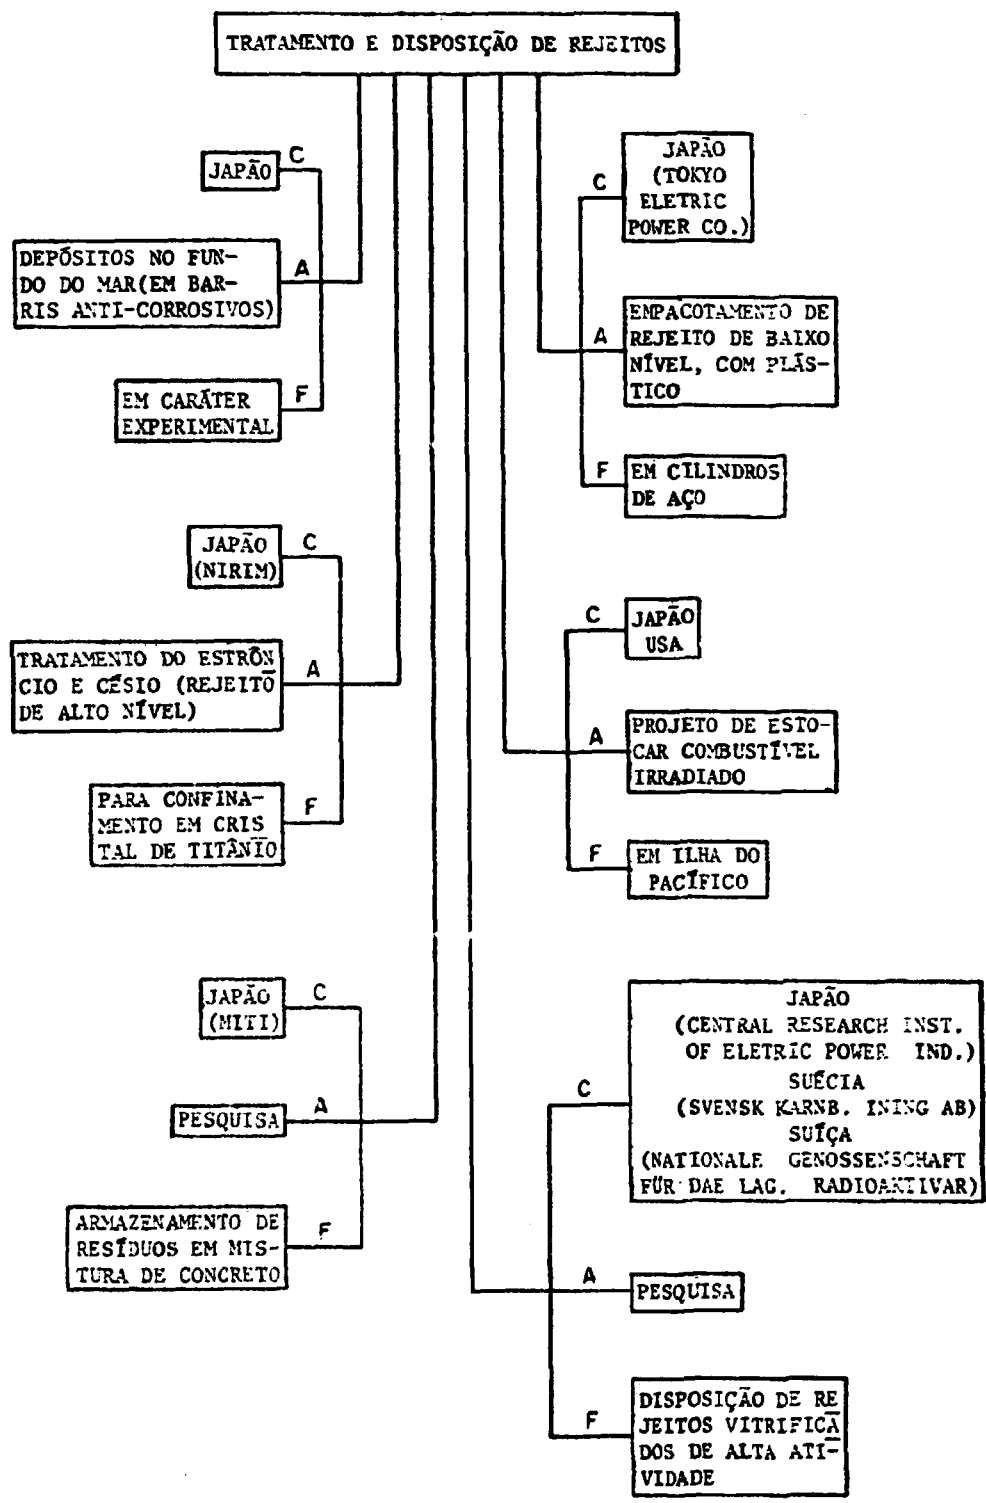 TRATAMENTO E DISPOSIÇÃO DE REJEITOS
C
JAPÃO
A
DEPÓSITOS NO FUN-
DO DO MAR(EM BAR-
RIS ANTI-CORROSIVOS)
F
EM CARÁTER
EXPERIMENTAL
C
JAPÃO
(NIRIM)
A
TRATAMENTO DO ESTRÔN
CIO E CÉSIO (REJEITO
DE ALTO NÍVEL)
F
PARA CONFINA-
MENTO EM CRIS
TAL DE TITÂNIO
C
JAPÃO
(MITI)
A
PESQUISA
F
ARMAZENAMENTO DE
RESÍDUOS EM MIS-
TURA DE CONCRETO
C
JAPÃO
(TOKYO
ELETRIC
POWER CO.)
A
EMPACOTAMENTO DE
REJEITO DE BAIXO
NÍVEL, COM PLÁS-
TICO
F
EM CILINDROS
DE AÇO
C
JAPÃO
USA
A
PROJETO DE ESTO-
CAR COMBUSTÍVEL
IRRADIADO
F
EM ILHA DO
PACÍFICO
C
JAPÃO
(CENTRAL RESEARCH INST.
OF ELETRIC POWER IND.)
SUÉCIA
(SVENSK KARNB. INING AB)
SUÍÇA
(NATIONALE GENOSSENSCHAFT
FÜR DAE LAG. RADIOAKTIVAR)
A
PESQUISA
F
DISPOSIÇÃO DE RE
JEITOS VITRIFICA
DOS DE ALTA ATI-
VIDADE